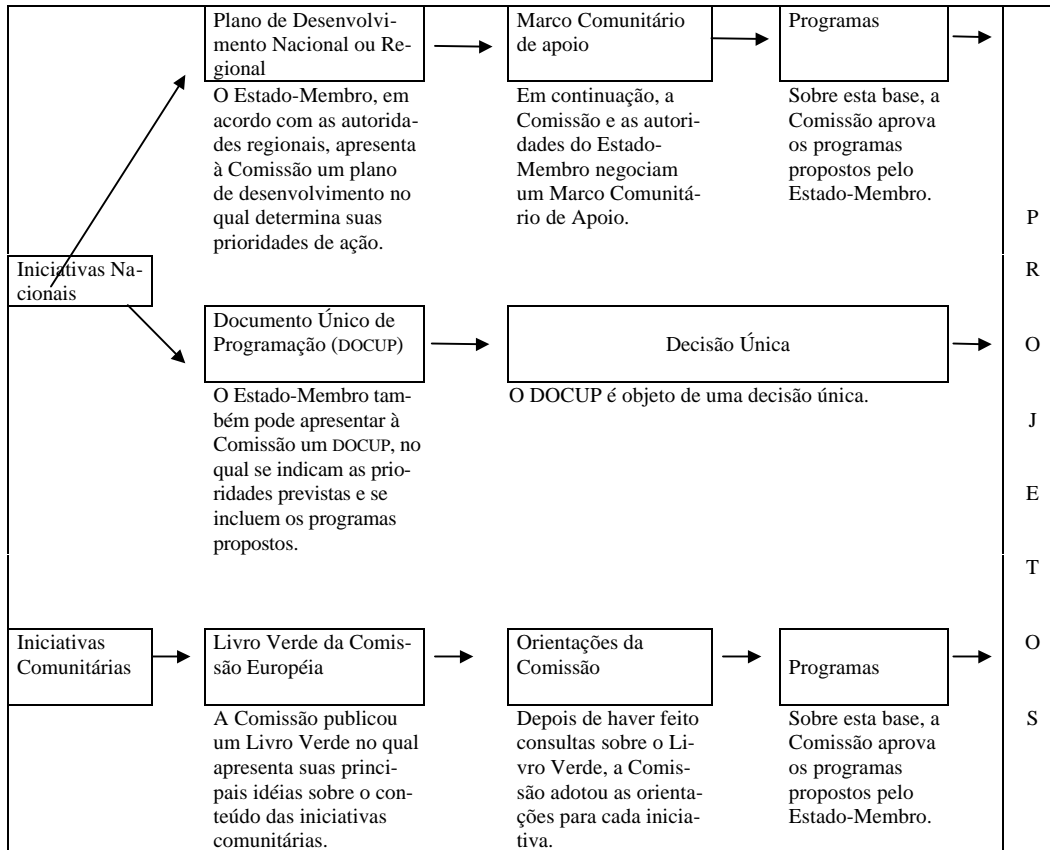 Plano de Desenvolvi-
mento Nacional ou Re-
gional
Marco Comunitário
de apoio
Programas
O Estado-Membro, em
acordo com as autorida-
des regionais, apresenta
à Comissão um plano
de desenvolvimento no
qual determina suas
prioridades de ação.
Em continuação, a
Comissão e as autori-
dades do Estado-
Membro negociam
um Marco Comunitá-
rio de Apoio.
Sobre esta base, a
Comissão aprova
os programas
propostos pelo
Estado-Membro.
Iniciativas Na-
cionais
Documento Único de
Programação (DOCUP)
Decisão Única
O Estado-Membro tam-
bém pode apresentar à
Comissão um DOCUP, no
qual se indicam as prio-
ridades previstas e se
incluem os programas
propostos.
O DOCUP é objeto de uma decisão única.
Iniciativas
Comunitárias
Livro Verde da Comis-
são Européia
Orientações da
Comissão
Programas
A Comissão publicou
um Livro Verde no qual
apresenta suas princi-
pais idéias sobre o con-
teúdo das iniciativas
comunitárias.
Depois de haver feito
consultas sobre o Li-
vro Verde, a Comis-
são adotou as orienta-
ções para cada inicia-
tiva.
Sobre esta base, a
Comissão aprova
os programas
propostos pelo
Estado-Membro.
P
R
O
J
E
T
O
S